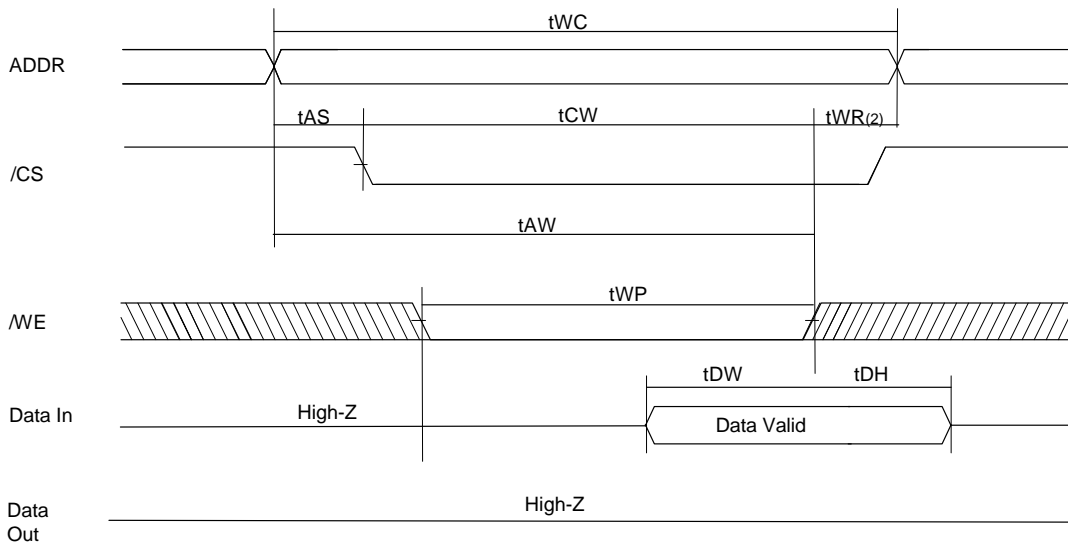 tWC
ADDR
tAS
tCW
tWR(2)
/CS
tAW
tWP
/WE
tDW
tDH
Data In
High-Z
Data Valid
High-Z
Data
Out